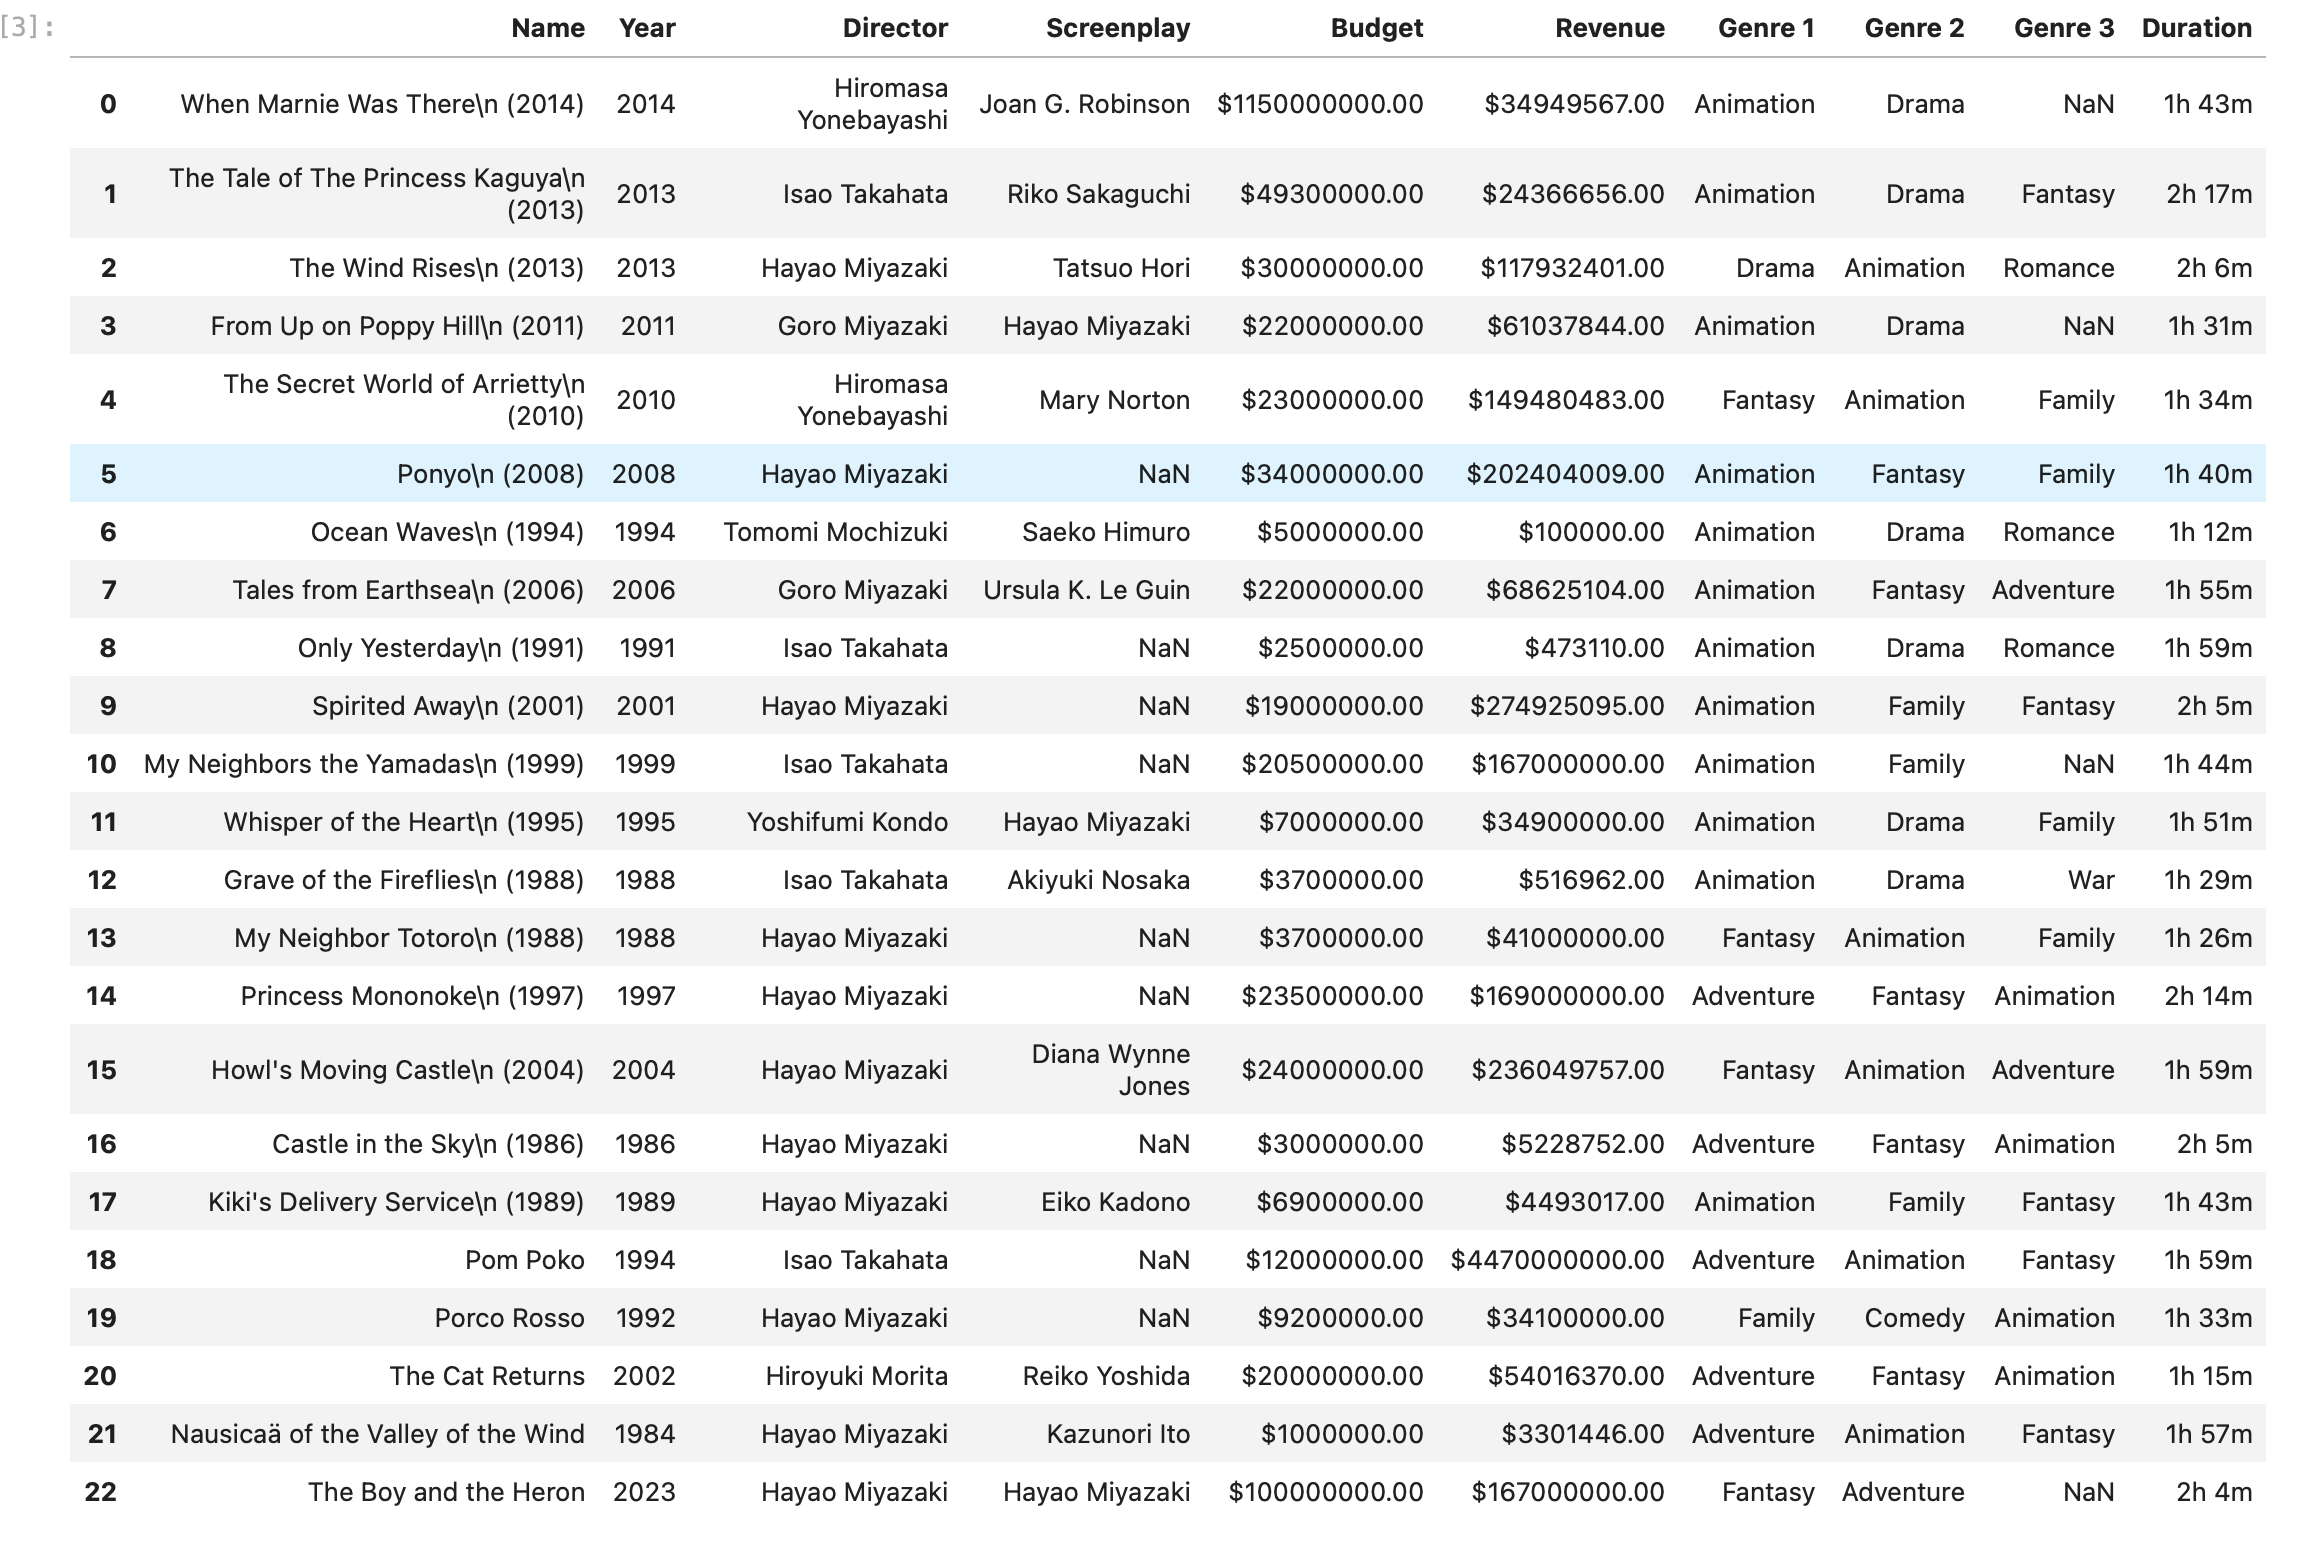 [3]:
Name Year Director Screenplay Budget Revenue Genre 1 Genre 2 Genre 3 Duration
0 When Marnie Was There\n (2014) 2014 Hiromasa Yonebayashi Joan G. Robinson $1150000000.00 $34949567.00 Animation Drama NaN 1h 43m
1 The Tale of The Princess Kaguya\n (2013) 2013 Isao Takahata Riko Sakaguchi $49300000.00 $24366656.00 Animation Drama Fantasy 2h 17m
2 The Wind Rises\n (2013) 2013 Hayao Miyazaki Tatsuo Hori $30000000.00 $117932401.00 Drama Animation Romance 2h 6m
3 From Up on Poppy Hill\n (2011) 2011 Goro Miyazaki Hayao Miyazaki $22000000.00 $61037844.00 Animation Drama NaN 1h 31m
4 The Secret World of Arrietty\n (2010) 2010 Hiromasa Yonebayashi Mary Norton $23000000.00 $149480483.00 Fantasy Animation Family 1h 34m
5 Ponyo\n (2008) 2008 Hayao Miyazaki NaN $34000000.00 $202404009.00 Animation Fantasy Family 1h 40m
6 Ocean Waves\n (1994) 1994 Tomomi Mochizuki Saeko Himuro $5000000.00 $100000.00 Animation Drama Romance 1h 12m
7 Tales from Earthsea\n (2006) 2006 Goro Miyazaki Ursula K. Le Guin $22000000.00 $68625104.00 Animation Fantasy Adventure 1h 55m
8 Only Yesterday\n (1991) 1991 Isao Takahata NaN $2500000.00 $473110.00 Animation Drama Romance 1h 59m
9 Spirited Away\n (2001) 2001 Hayao Miyazaki NaN $19000000.00 $274925095.00 Animation Family Fantasy 2h 5m
10 My Neighbors the Yamadas\n (1999) 1999 Isao Takahata NaN $20500000.00 $167000000.00 Animation Family NaN 1h 44m
11 Whisper of the Heart\n (1995) 1995 Yoshifumi Kondo Hayao Miyazaki $7000000.00 $34900000.00 Animation Drama Family 1h 51m
12 Grave of the Fireflies\n (1988) 1988 Isao Takahata Akiyuki Nosaka $3700000.00 $516962.00 Animation Drama War 1h 29m
13 My Neighbor Totoro\n (1988) 1988 Hayao Miyazaki NaN $3700000.00 $41000000.00 Fantasy Animation Family 1h 26m
14 Princess Mononoke\n (1997) 1997 Hayao Miyazaki NaN $23500000.00 $169000000.00 Adventure Fantasy Animation 2h 14m
15 Howl's Moving Castle\n (2004) 2004 Hayao Miyazaki Diana Wynne Jones $24000000.00 $236049757.00 Fantasy Animation Adventure 1h 59m
16 Castle in the Sky\n (1986) 1986 Hayao Miyazaki NaN $3000000.00 $5228752.00 Adventure Fantasy Animation 2h 5m
17 Kiki's Delivery Service\n (1989) 1989 Hayao Miyazaki Eiko Kadono $6900000.00 $4493017.00 Animation Family Fantasy 1h 43m
18 Pom Poko 1994 Isao Takahata NaN $12000000.00 $4470000000.00 Adventure Animation Fantasy 1h 59m
19 Porco Rosso 1992 Hayao Miyazaki NaN $9200000.00 $34100000.00 Family Comedy Animation 1h 33m
20 The Cat Returns 2002 Hiroyuki Morita Reiko Yoshida $20000000.00 $54016370.00 Adventure Fantasy Animation 1h 15m
21 Nausicaä of the Valley of the Wind 1984 Hayao Miyazaki Kazunori Ito $1000000.00 $3301446.00 Adventure Animation Fantasy 1h 57m
22 The Boy and the Heron 2023 Hayao Miyazaki Hayao Miyazaki $100000000.00 $167000000.00 Fantasy Adventure NaN 2h 4m